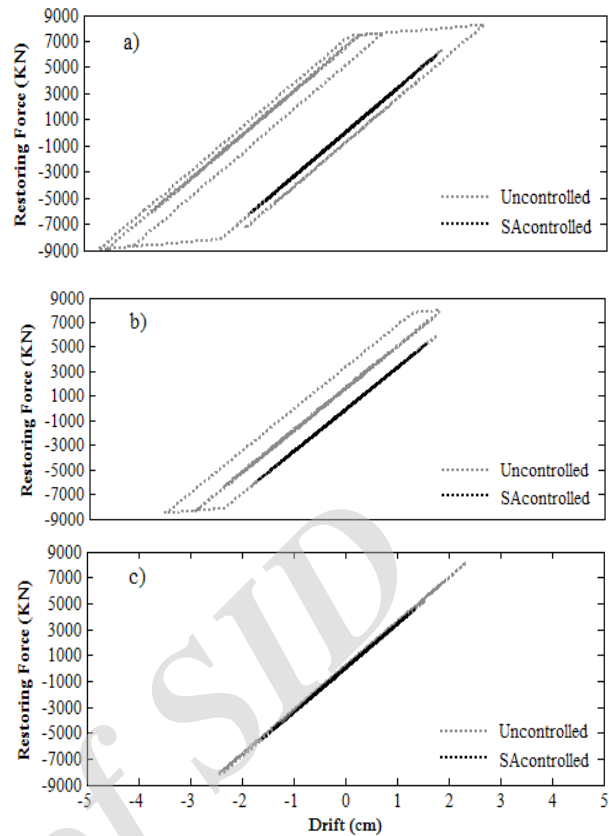 9000
7000
5000
3000
1000
-1000
-3000
-5000
-7000
-9000
Restoring Force (KN)
a)
Uncontrolled
SAcontrolled
9000
7000
5000
3000
1000
-1000
-3000
-5000
-7000
-9000
Restoring Force (KN)
b)
Uncontrolled
SAcontrolled
9000
7000
5000
3000
1000
-1000
-3000
-5000
-7000
-9000
Restoring Force (KN)
c)
Uncontrolled
SAcontrolled
-5 -4 -3 -2 -1 0 1 2 3 4 5
Drift (cm)
of SID